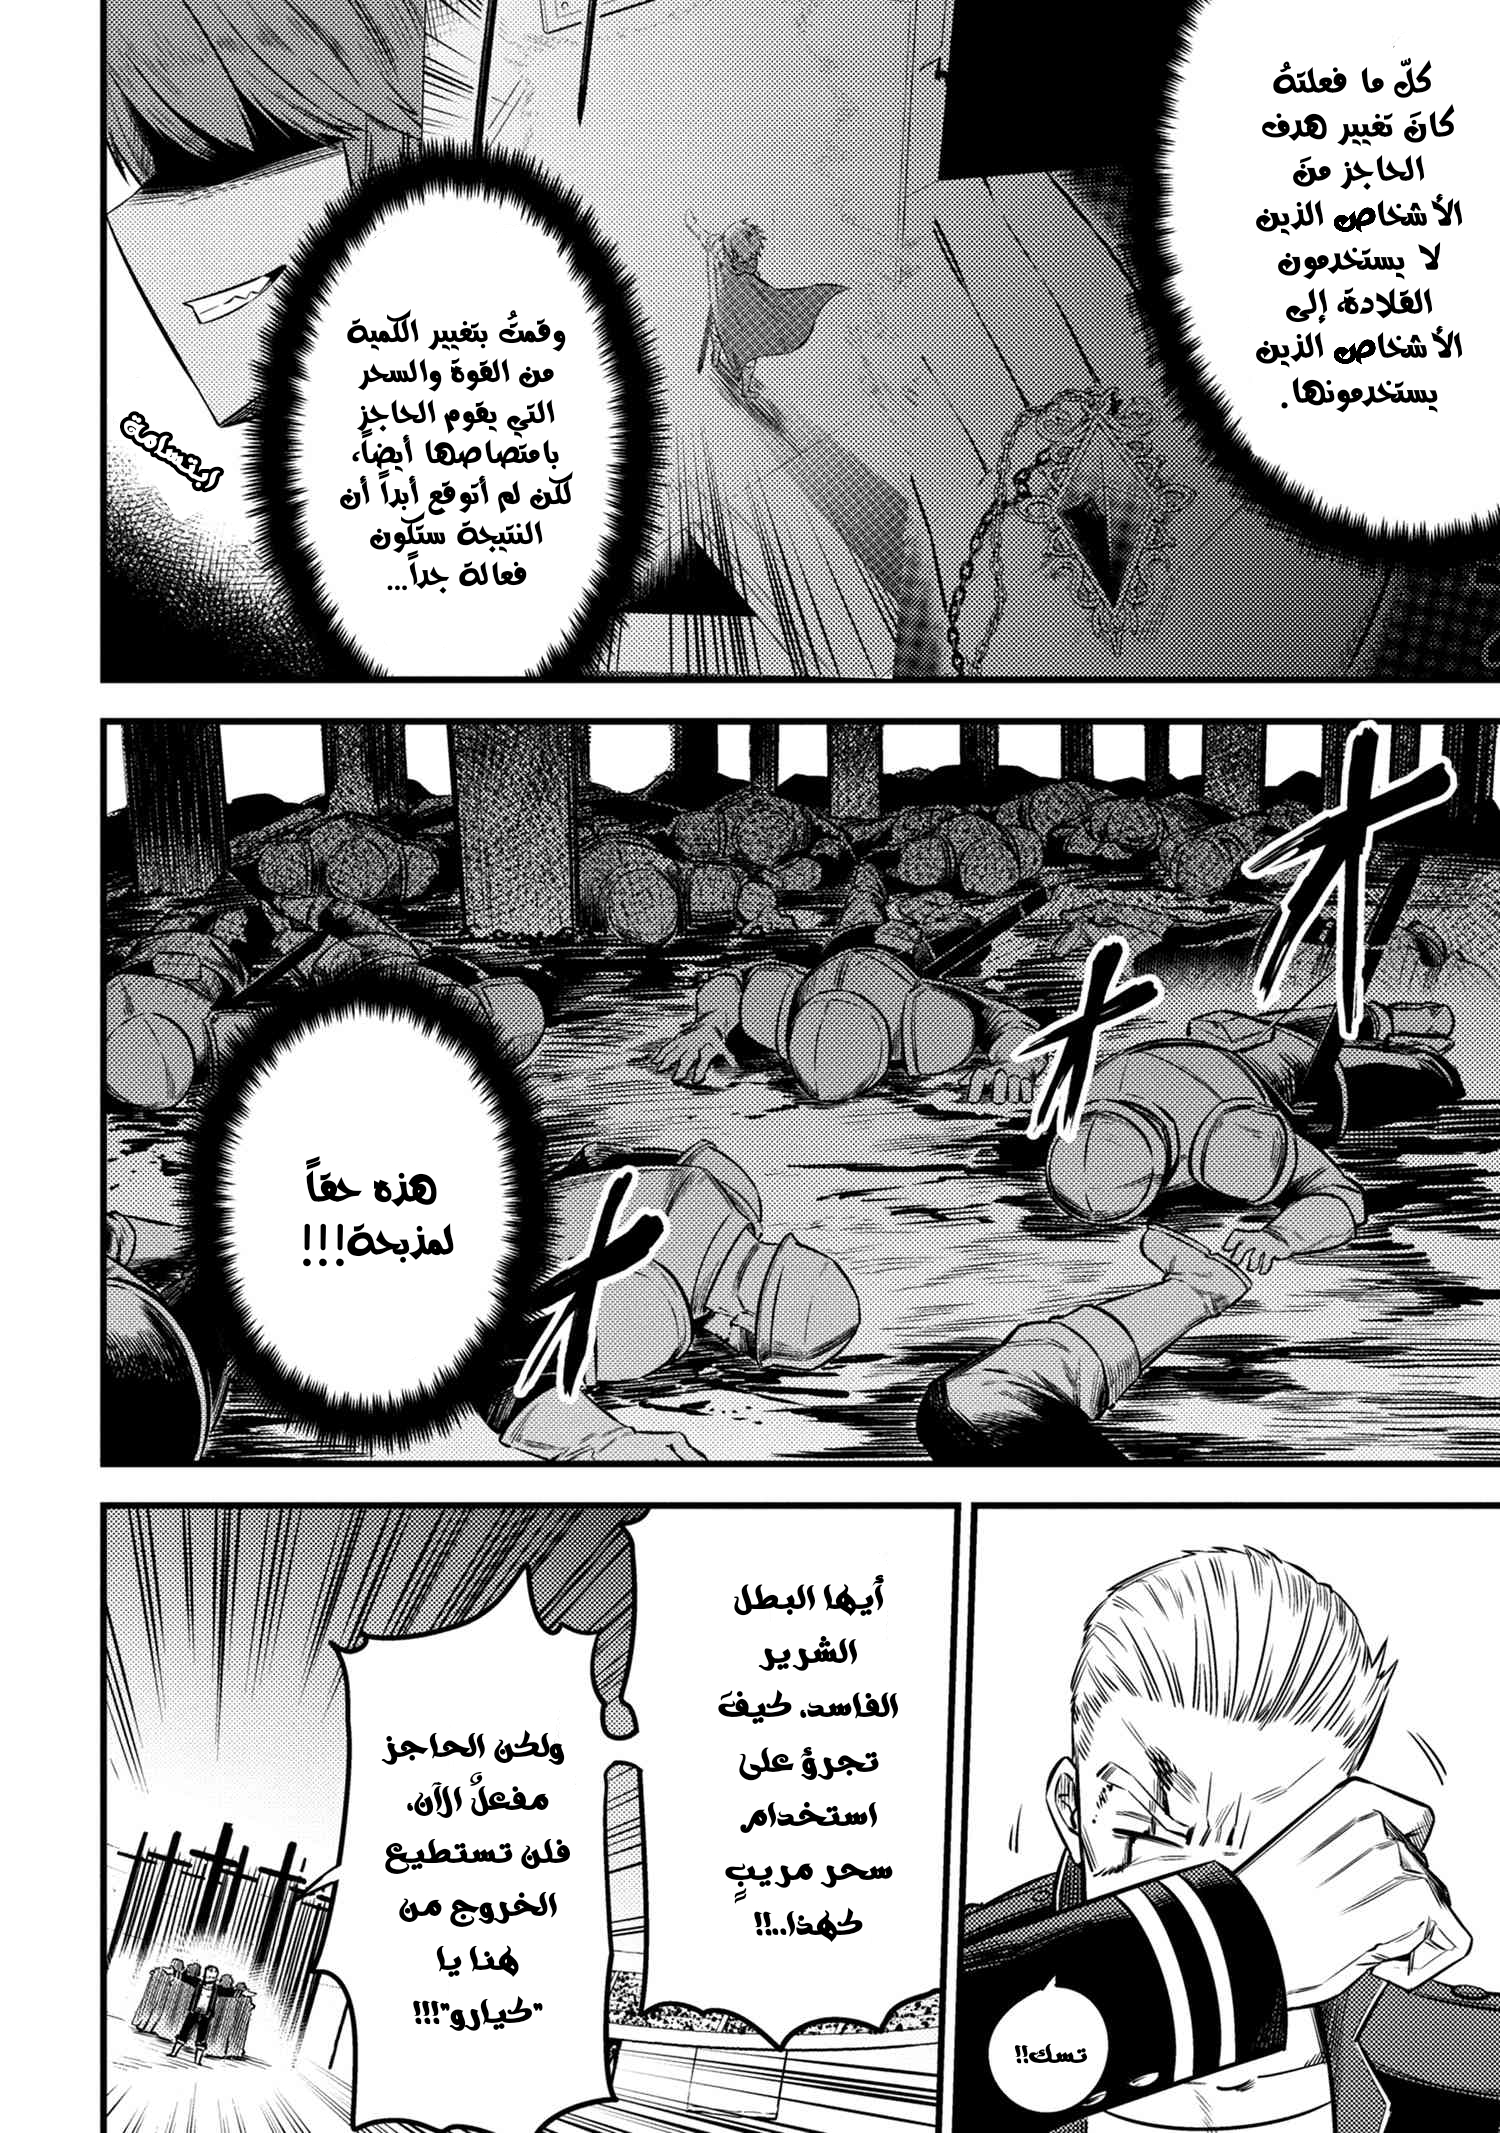 كلّ ما فعلتهُ
كانَ تغيير هدف
الحاجز منَ
الأشخاص الذين
لا يستخدمون
القلادة، إلى
الأشخاص الذين
يستخدمونها.
وقمتُ بتغيير الكمية
من القوة والسحر
التي يقوم الحاجز
بامتصاصها أيضاً،
لكن لم أتوقع أبداً أن
النتيجة ستكون
فعالة جداً...
ابتسامة
オ
オ
オ
هذه حقاً
لمذبحة!!!
أيها البطل
الشرير
الفاسد، كيفَ
تجرؤ على
استخدام
سحر مريبٍ
كهذا..!!
تسك!!
ولكن الحاجز
مفعلٌ الآن،
فلن تستطيع
الخروج من
هنا يا
"كيارو"!!!